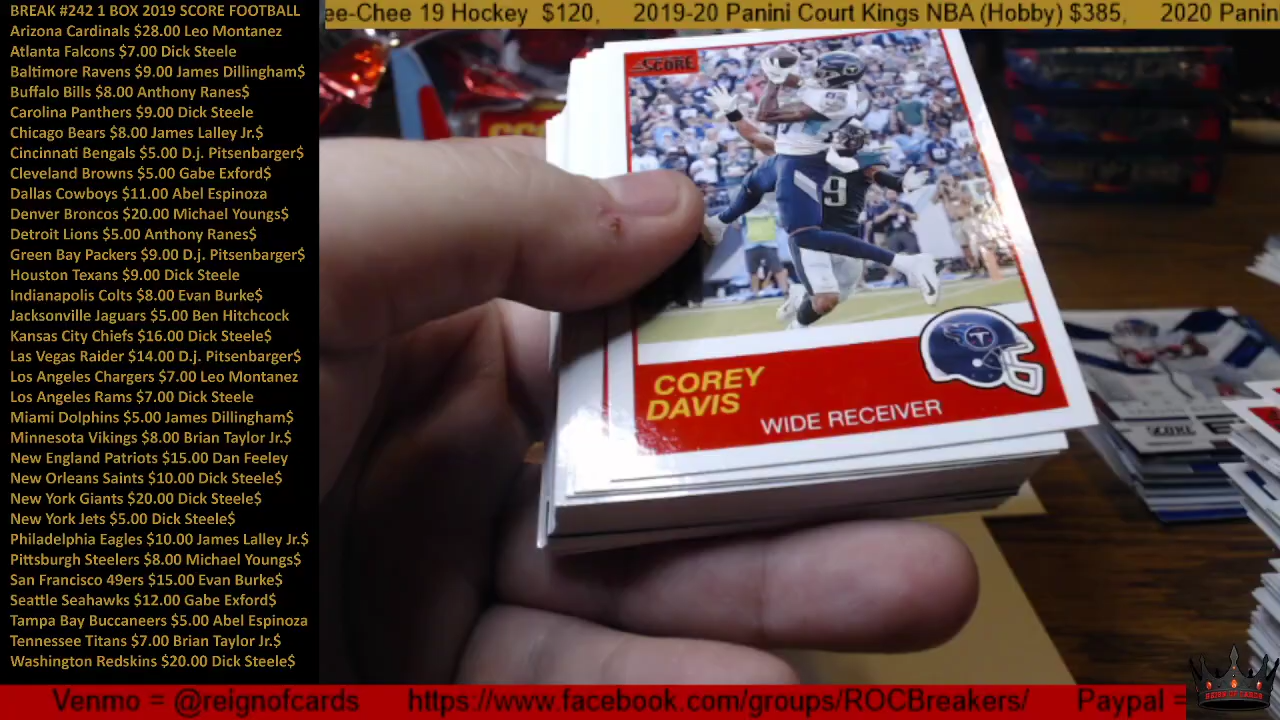 BREAK #242 1 BOX 2019 SCORE FOOTBALL
Arizona Cardinals $28.00 Leo Montanez
Atlanta Falcons $7.00 Dick Steele
Baltimore Ravens $9.00 James Dillingham$
Buffalo Bills $8.00 Anthony Ranes$
Carolina Panthers $9.00 Dick Steele
Chicago Bears $8.00 James Lalley Jr.$
Cincinnati Bengals $5.00 D.j. Pitsenbarger$
Cleveland Browns $5.00 Gabe Exford$
Dallas Cowboys $11.00 Abel Espinoza
Denver Broncos $20.00 Michael Youngs$
Detroit Lions $5.00 Anthony Ranes$
Green Bay Packers $9.00 D.j. Pitsenbarger$
Houston Texans $9.00 Dick Steele
Indianapolis Colts $8.00 Evan Burke$
Jacksonville Jaguars $5.00 Ben Hitchcock
Kansas City Chiefs $16.00 Dick Steele$
Las Vegas Raider $14.00 D.j. Pitsenbarger$
Los Angeles Chargers $7.00 Leo Montanez
Los Angeles Rams $7.00 Dick Steele
Miami Dolphins $5.00 James Dillingham$
Minnesota Vikings $8.00 Brian Taylor Jr.$
New England Patriots $15.00 Dan Feeley
New Orleans Saints $10.00 Dick Steele$
New York Giants $20.00 Dick Steele$
New York Jets $5.00 Dick Steele$
Philadelphia Eagles $10.00 James Lalley Jr.$
Pittsburgh Steelers $8.00 Michael Youngs$
San Francisco 49ers $15.00 Evan Burke$
Seattle Seahawks $12.00 Gabe Exford$
Tampa Bay Buccaneers $5.00 Abel Espinoza
Tennessee Titans $7.00 Brian Taylor Jr.$
Washington Redskins $20.00 Dick Steele$
ee-Chee 19 Hockey $120, 2019-20 Panini Court Kings NBA (Hobby) $385, 2020 Panin
SCORE
9
T
COREY
DAVIS
WIDE RECEIVER
SCORE
Venmo = @reignofcards https://www.facebook.com/groups/ROCBreakers/ Paypal =
REIGN OF CARDS